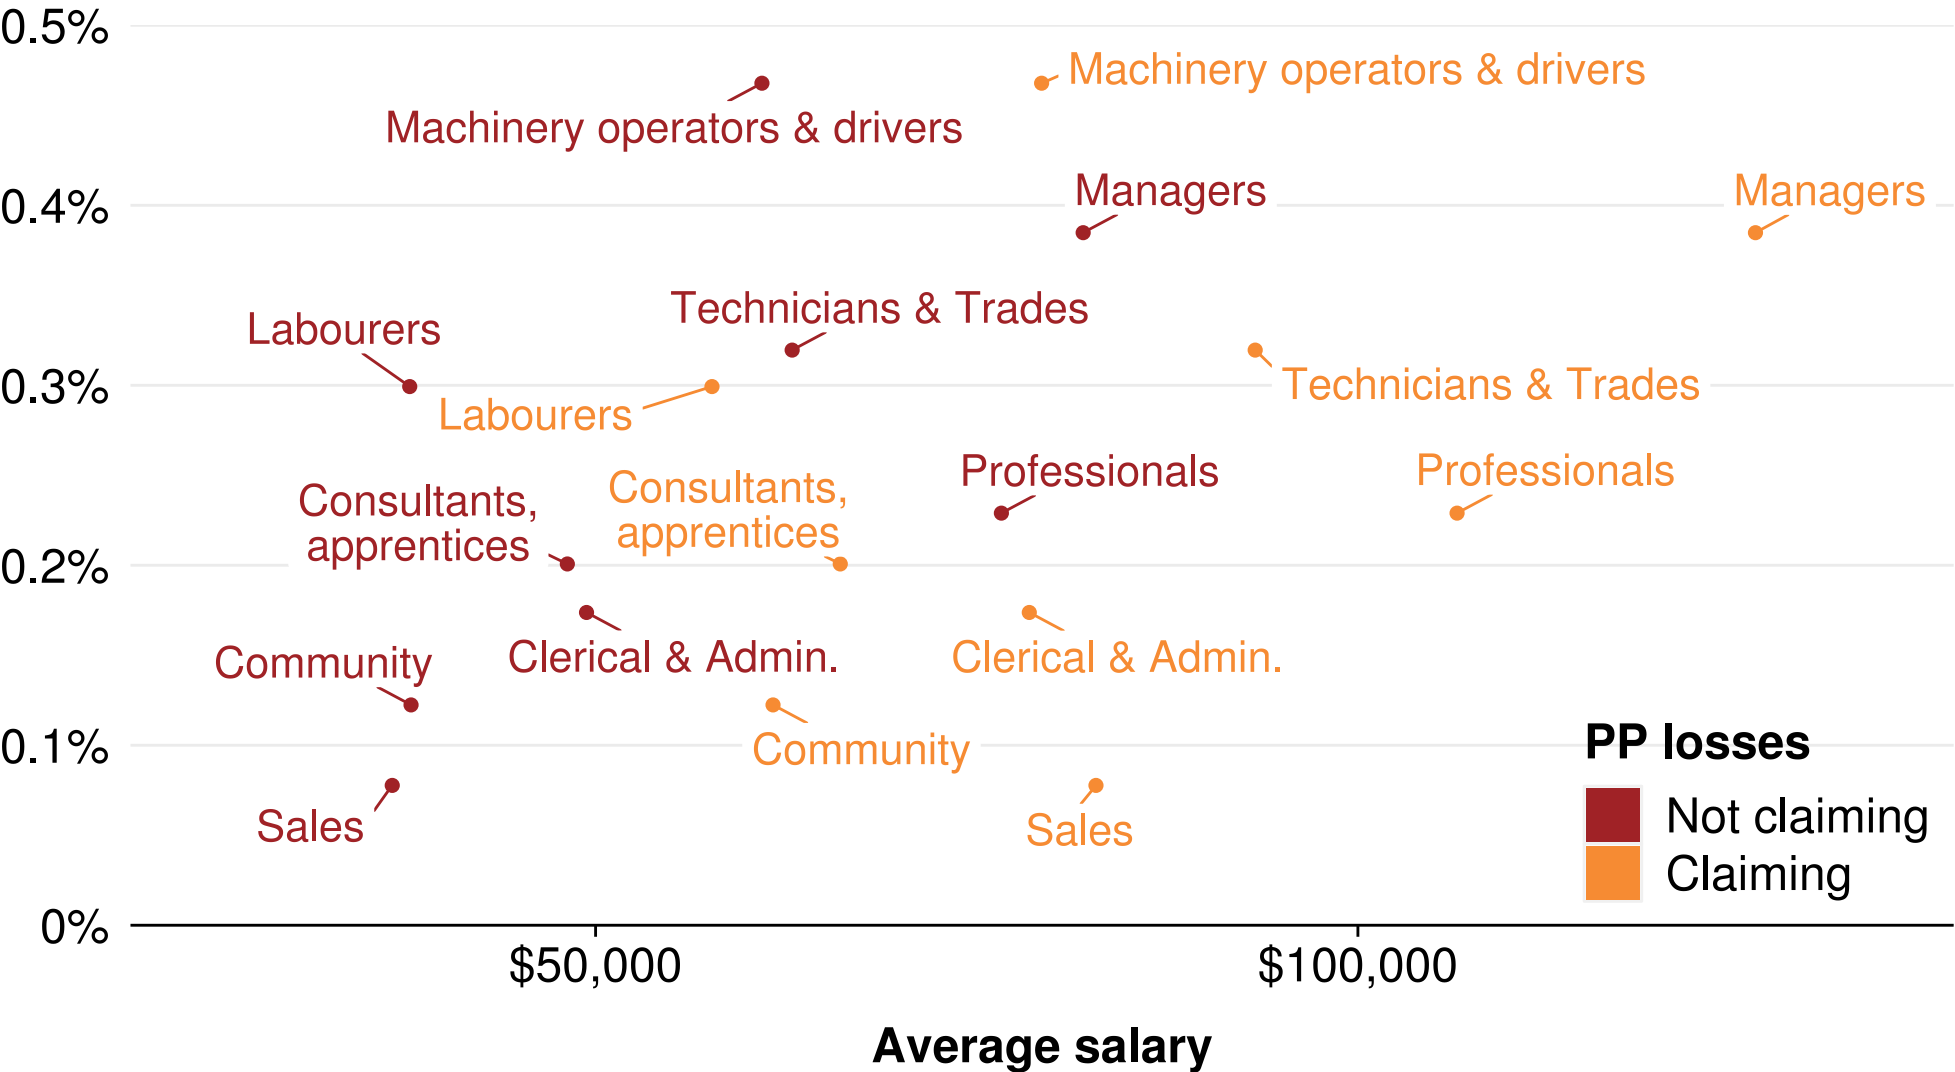 0.5%
Machinery operators & drivers
Machinery operators & drivers
Managers
Managers
0.4%
Technicians & Trades
Labourers
0.3%
Technicians & Trades
Labourers
Professionals
Professionals
Consultants,
apprentices
Consultants,
apprentices
0.2%
Clerical & Admin.
Clerical & Admin.
Community
0.1%
Community
PP losses
Not claiming
Claiming
Sales
Sales
0%
$50,000
$100,000
Average salary